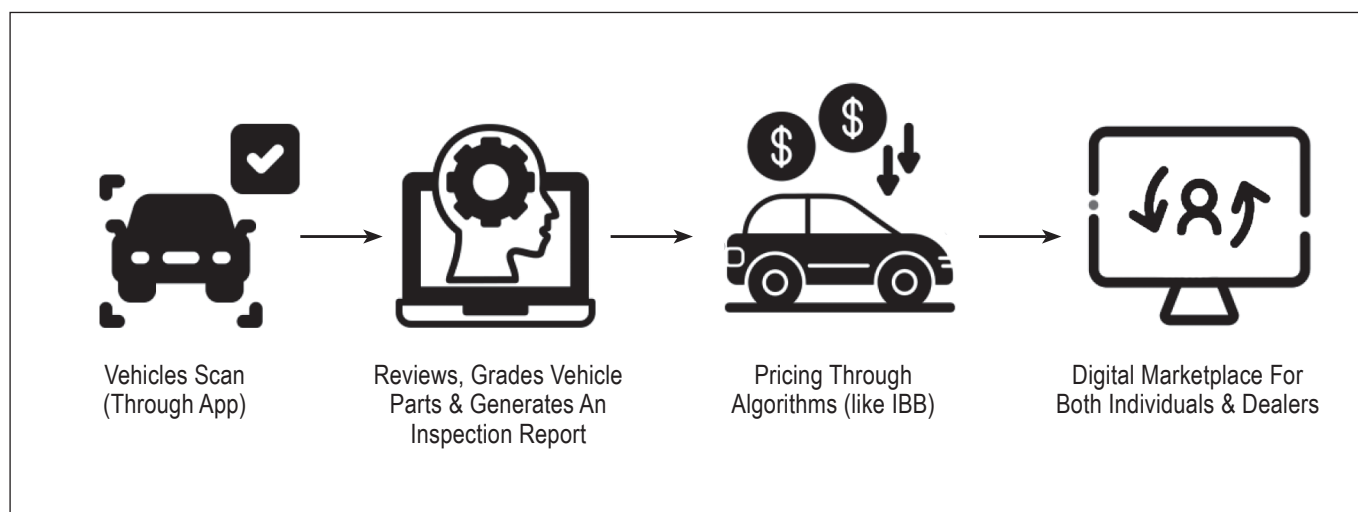 $
$
Vehicles Scan
(Through App)
Reviews, Grades Vehicle
Parts & Generates An
Inspection Report
Pricing Through
Algorithms (like IBB)
Digital Marketplace For
Both Individuals & Dealers